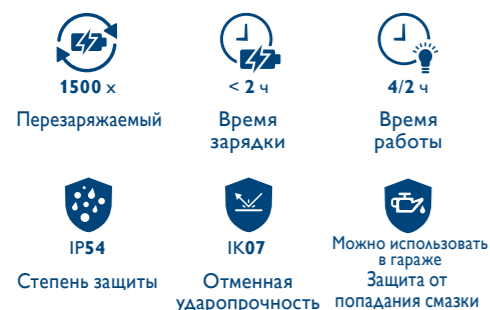 1500 x
< 2 ч
4/2 ч
Перезаряжаемый
Время
зарядки
Время
работы
IP54
IK07
Можно использовать
в гараже
Степень защиты
Отменная
ударопрочность
Защита от
попадания смазки